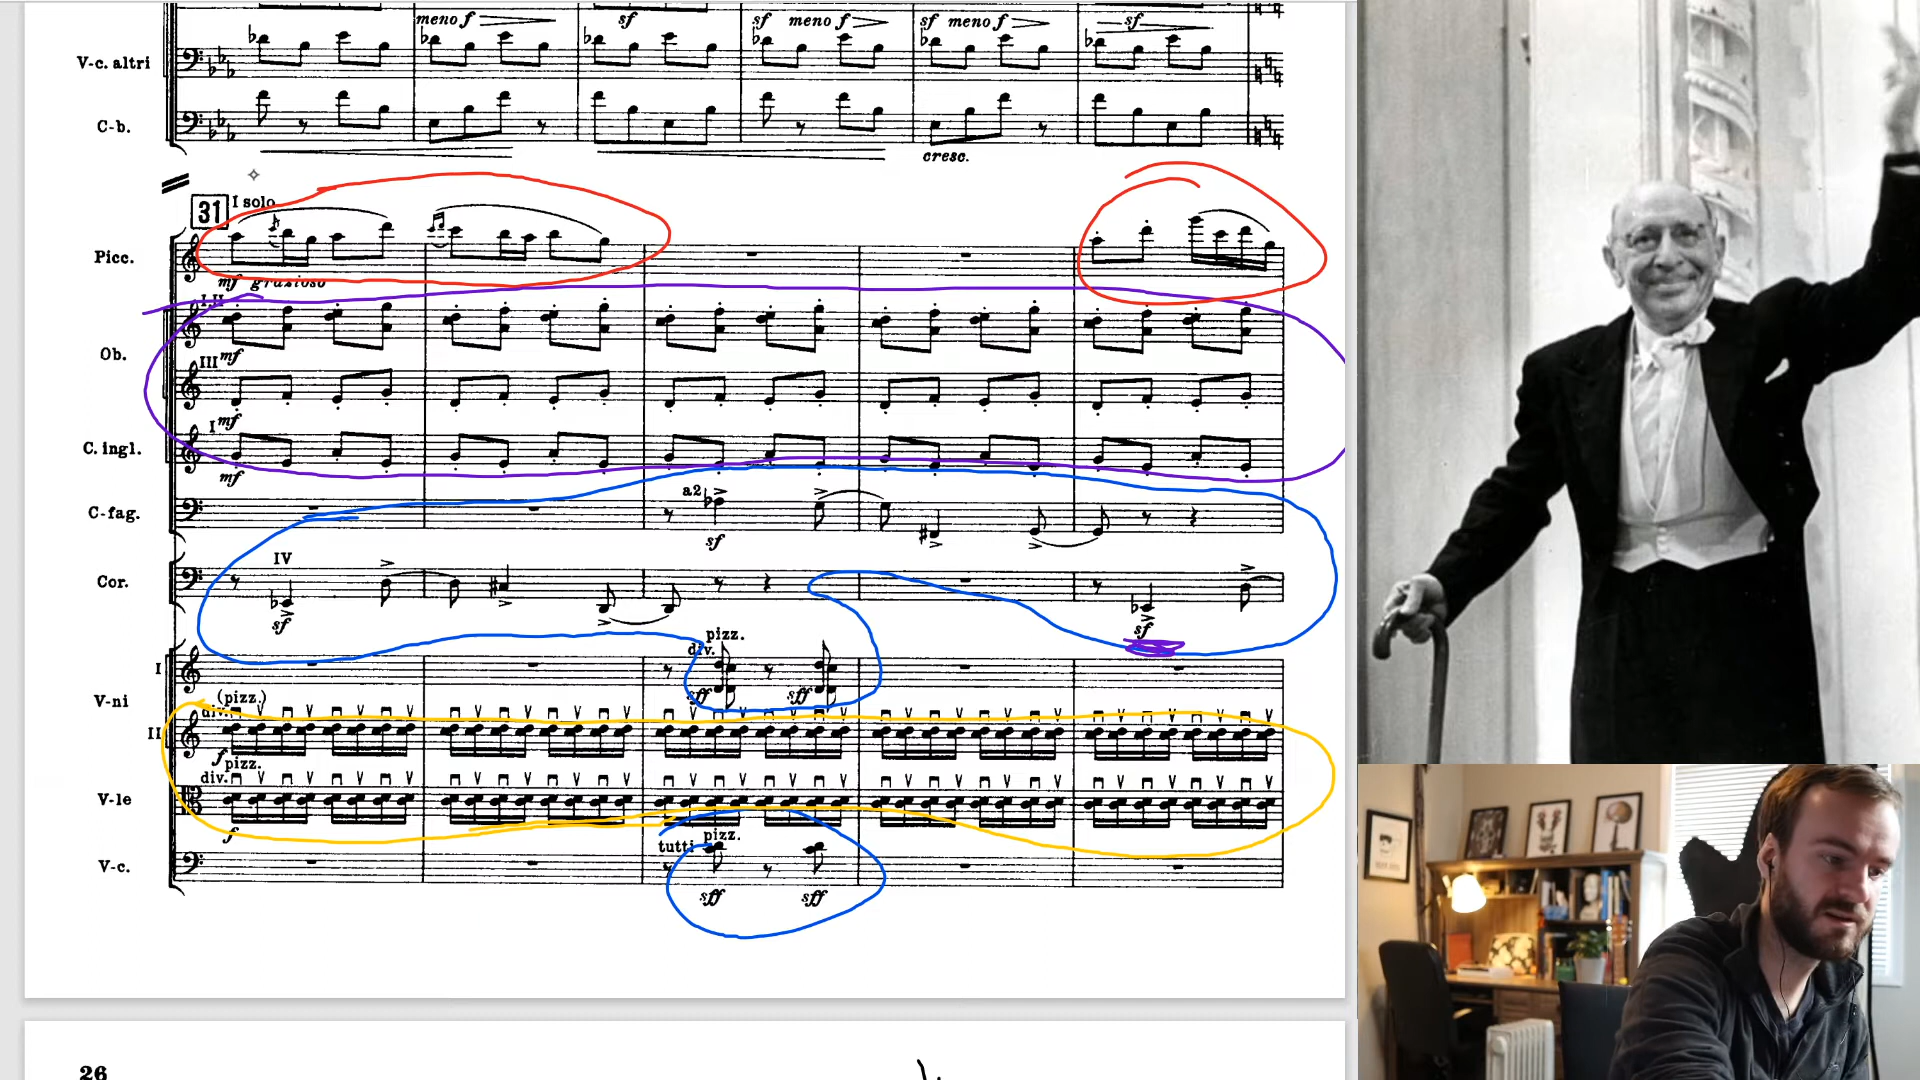 meno f sf sf meno f sf meno f sf
V-c. altri
C-b.
cresc.
31 I solo
Picc.
mf grazioso
I.II
Ob.
mf
III
mf
I
C. ingl.
mf
a2
C-fag.
sf
IV
Cor.
sf sf
pizz.
div.
I
sff sff
V-ni
(pizz.)
div.
II
f
pizz.
div.
V-le
f
pizz.
tutti
V-c.
sff sff
26